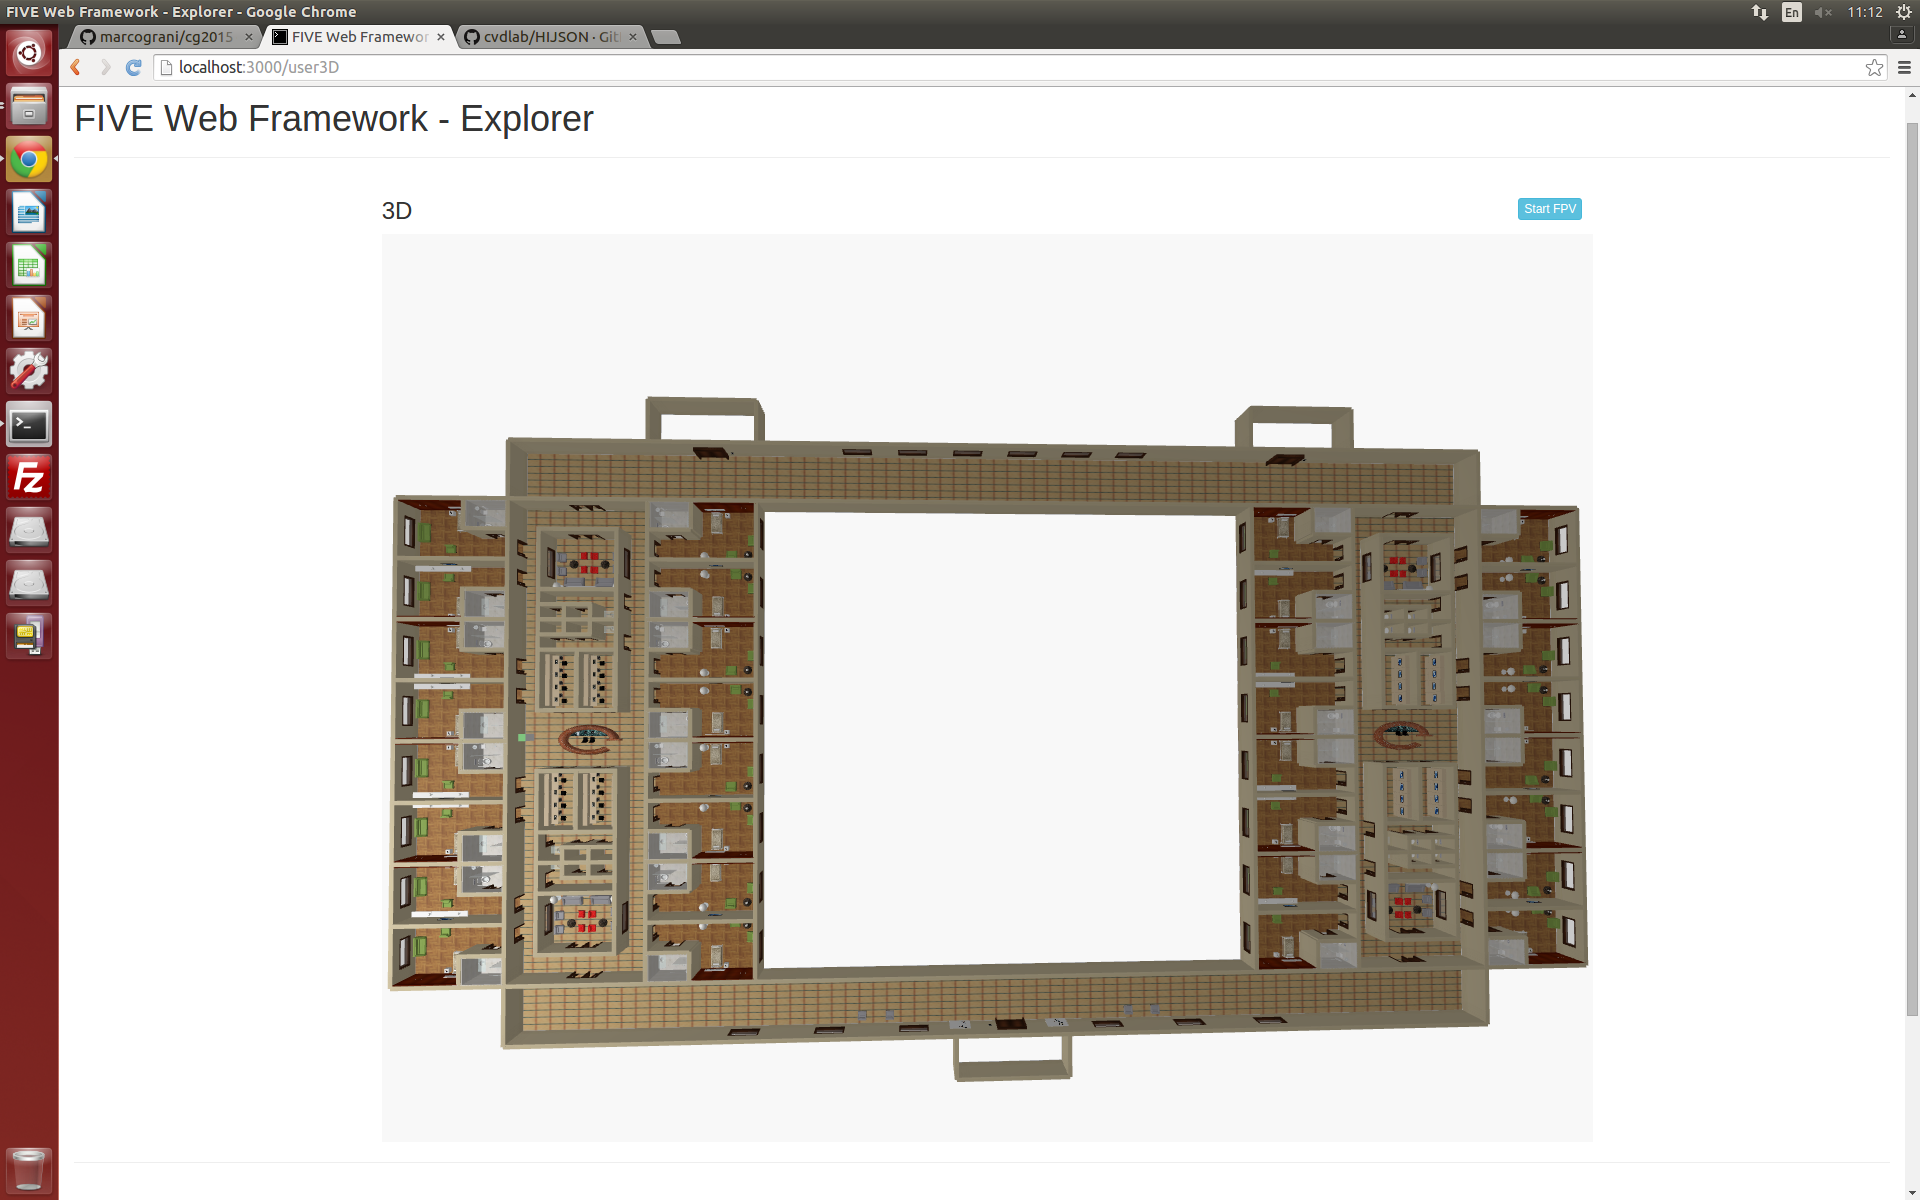 FIVE Web Framework - Explorer - Google Chrome
En
11:12
marcograni/cg2015
FIVE Web Framewor
cvdlab/HIJSON · Git
localhost:3000/user3D
FIVE Web Framework - Explorer
3D
Start FPV